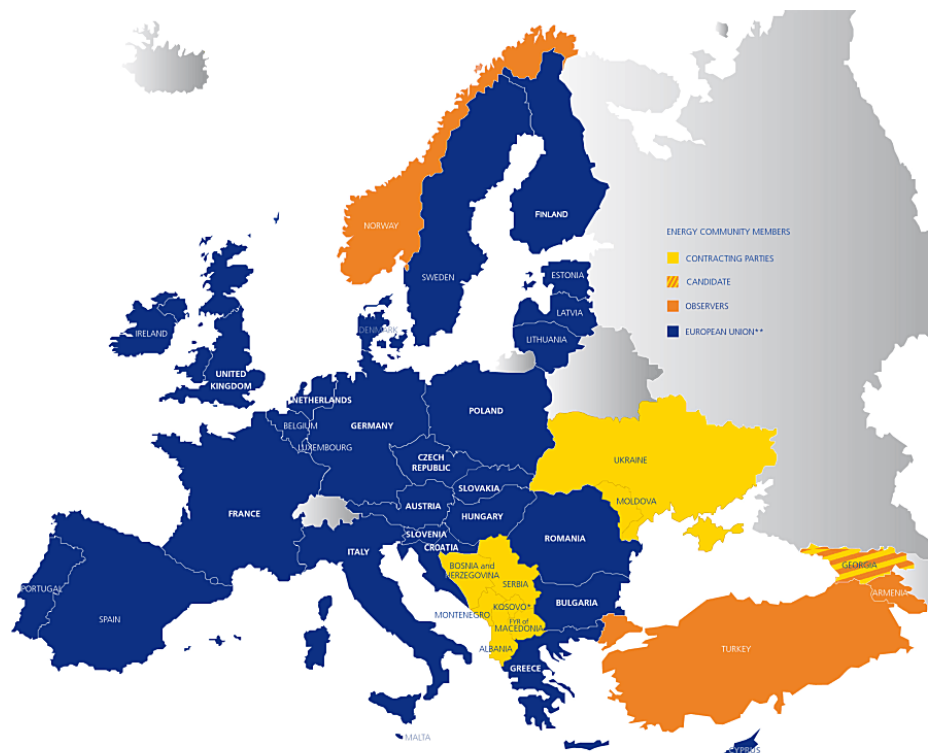 NORWAY
FINLAND
SWEDEN
ENERGY COMMUNITY MEMBERS
CONTRACTING PARTIES
CANDIDATE
OBSERVERS
EUROPEAN UNION**
ESTONIA
LATVIA
LITHUANIA
DENMARK
IRELAND
UNITED
KINGDOM
NETHERLANDS
BELGIUM
LUXEMBOURG
GERMANY
POLAND
CZECH
REPUBLIC
SLOVAKIA
UKRAINE
MOLDOVA
FRANCE
AUSTRIA
HUNGARY
SLOVENIA
CROATIA
ITALY
ROMANIA
BOSNIA and
HERZEGOVINA
SERBIA
GEORGIA
ARMENIA
PORTUGAL
SPAIN
MONTENEGRO
KOSOVO*
FYR of
MACEDONIA
BULGARIA
ALBANIA
GREECE
TURKEY
MALTA
CYPRUS